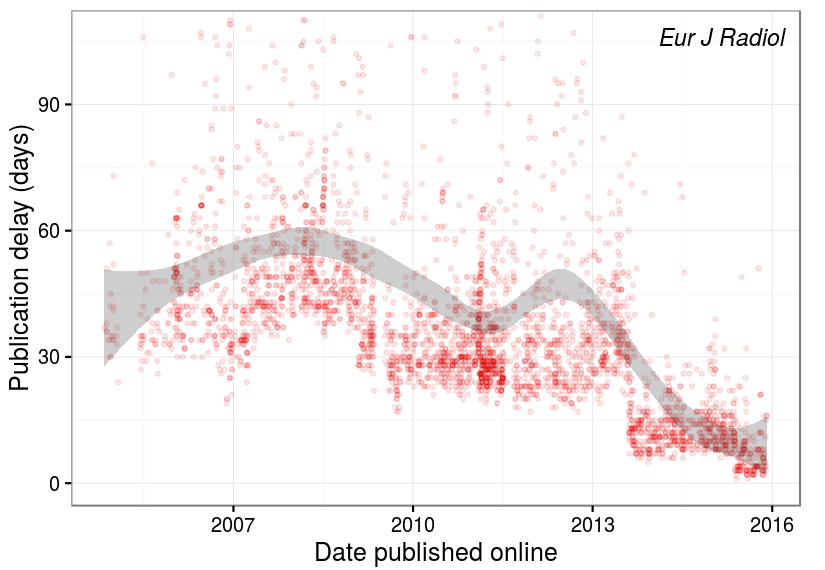 Eur J Radiol
Publication delay (days)
90
60
30
0
2007 2010 2013 2016
Date published online